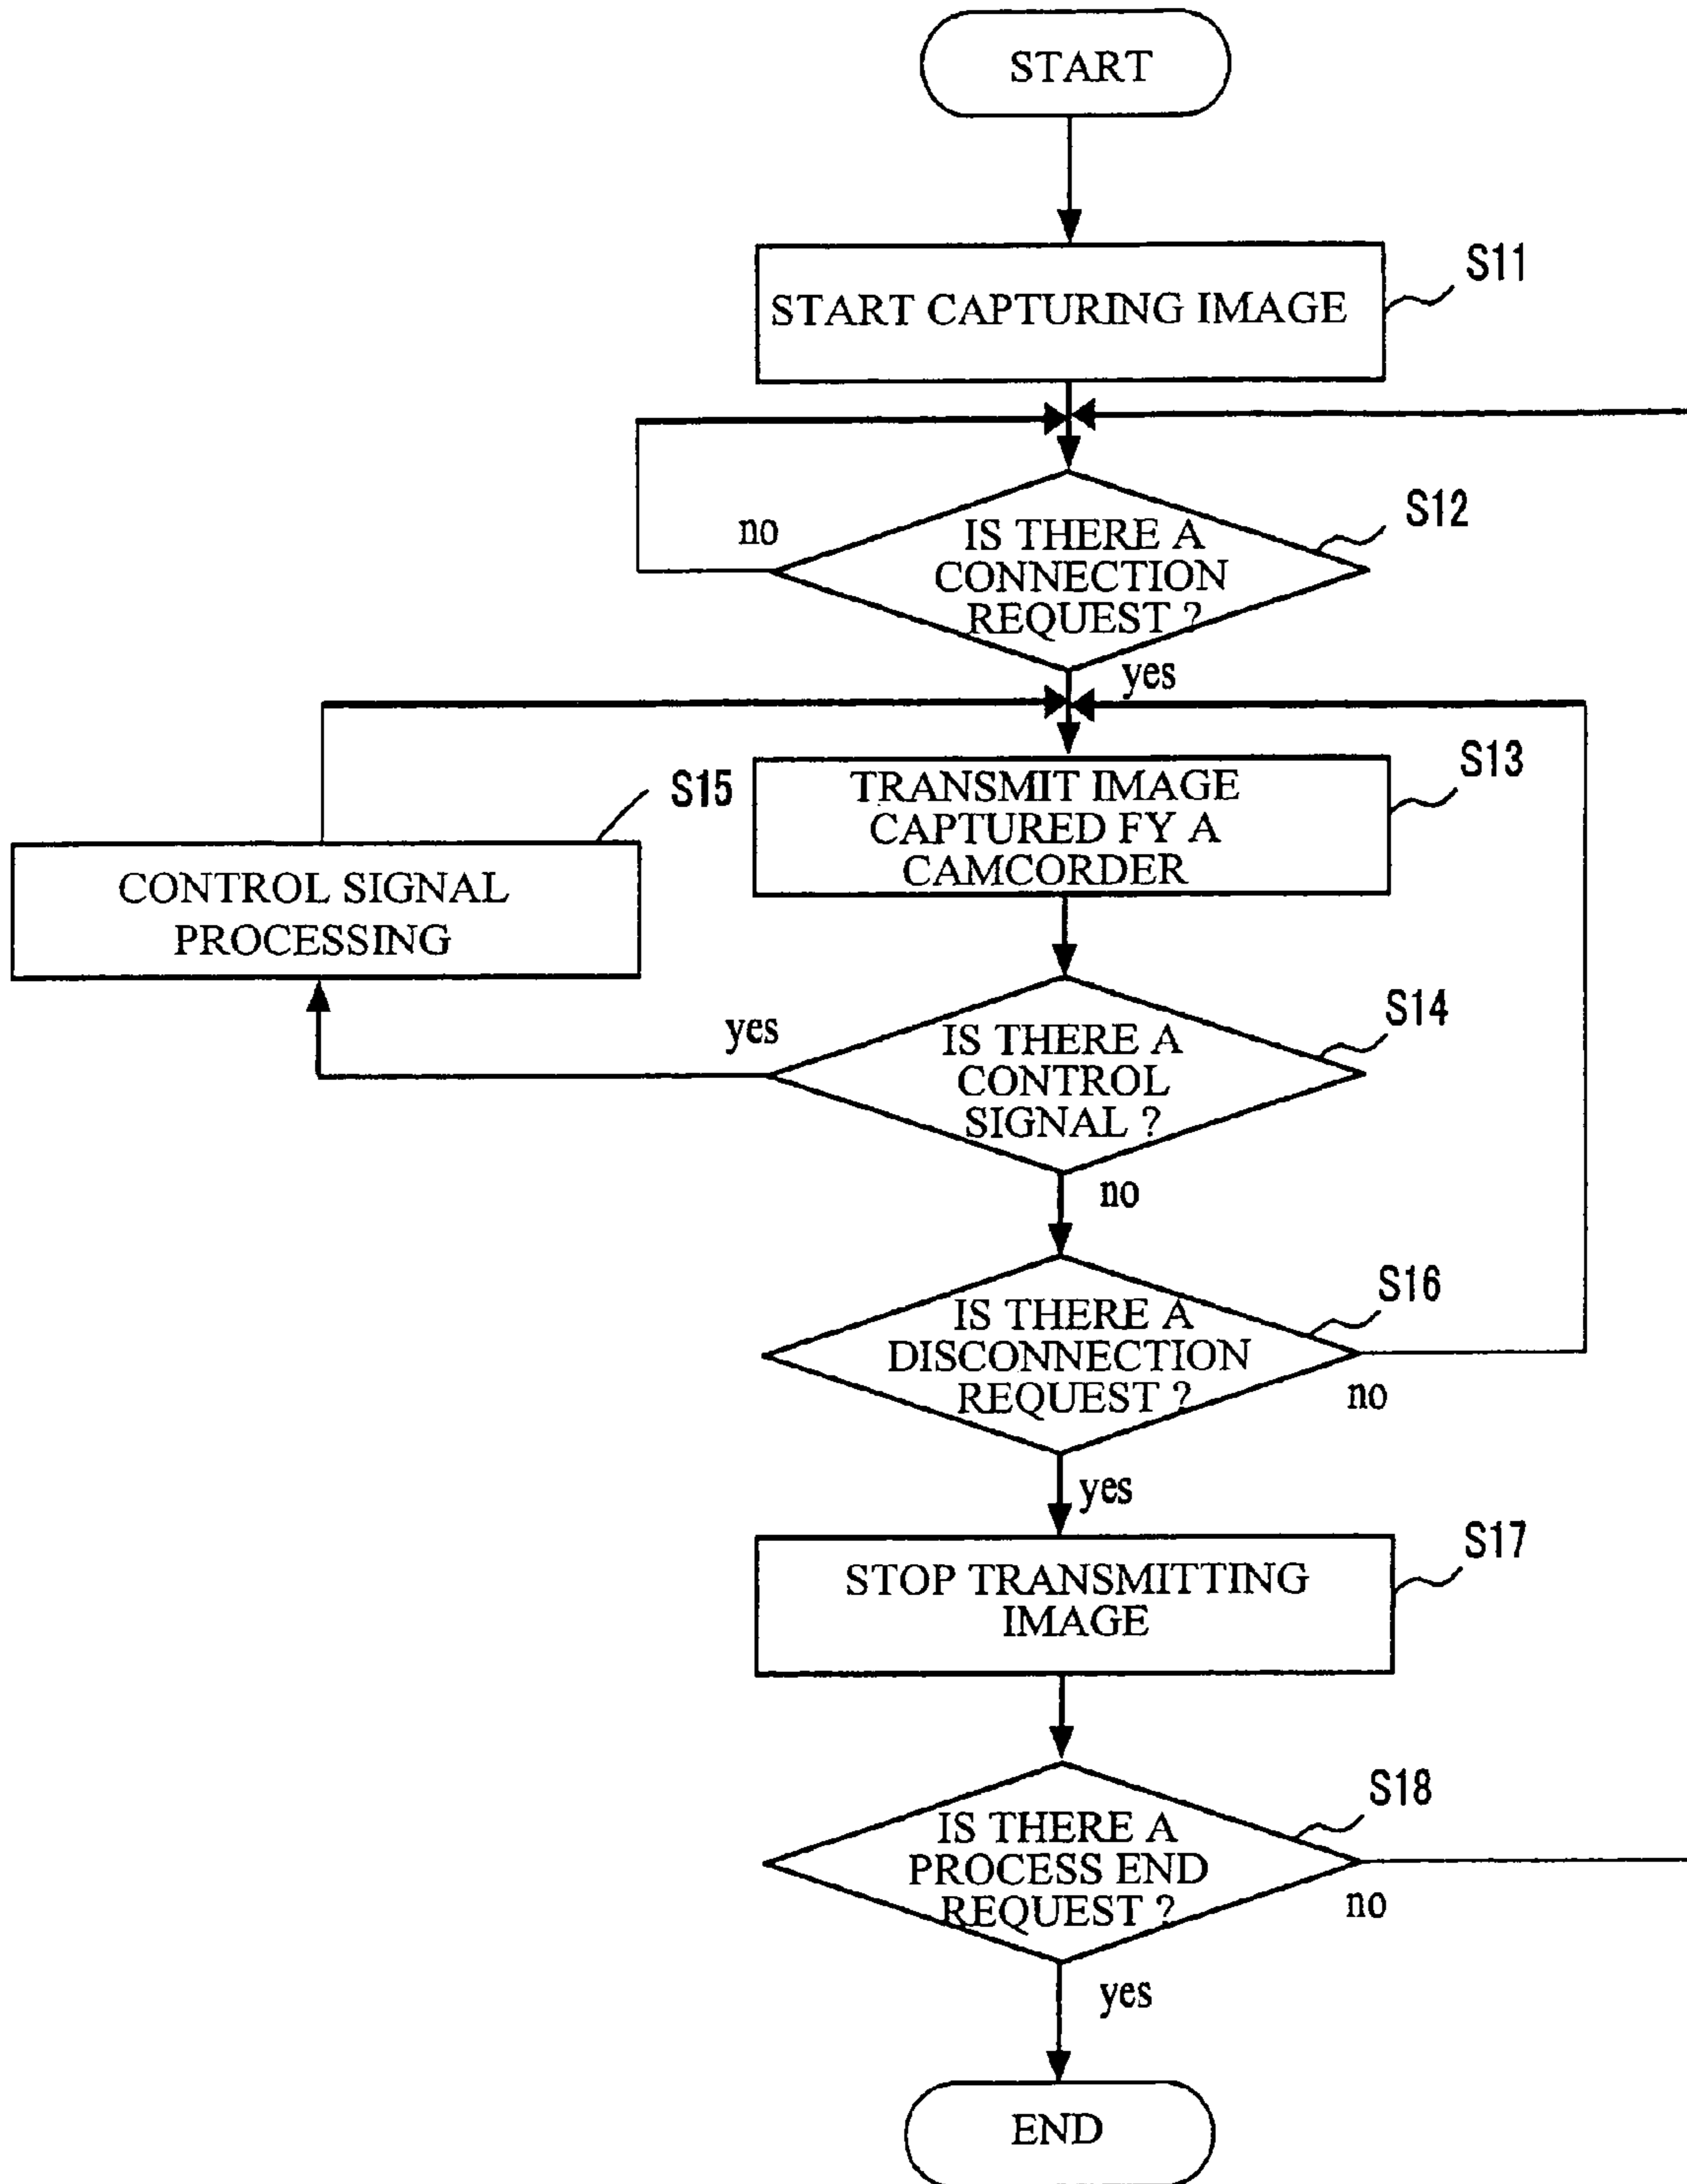 START
START CAPTURING IMAGE
S11
IS THERE A
CONNECTION
REQUEST ?
S12
no
yes
TRANSMIT IMAGE
CAPTURED FY A
CAMCORDER
S13
S15
CONTROL SIGNAL
PROCESSING
IS THERE A
CONTROL
SIGNAL ?
S14
yes
no
IS THERE A
DISCONNECTION
REQUEST ?
S16
no
yes
STOP TRANSMITTING
IMAGE
S17
IS THERE A
PROCESS END
REQUEST ?
S18
no
yes
END